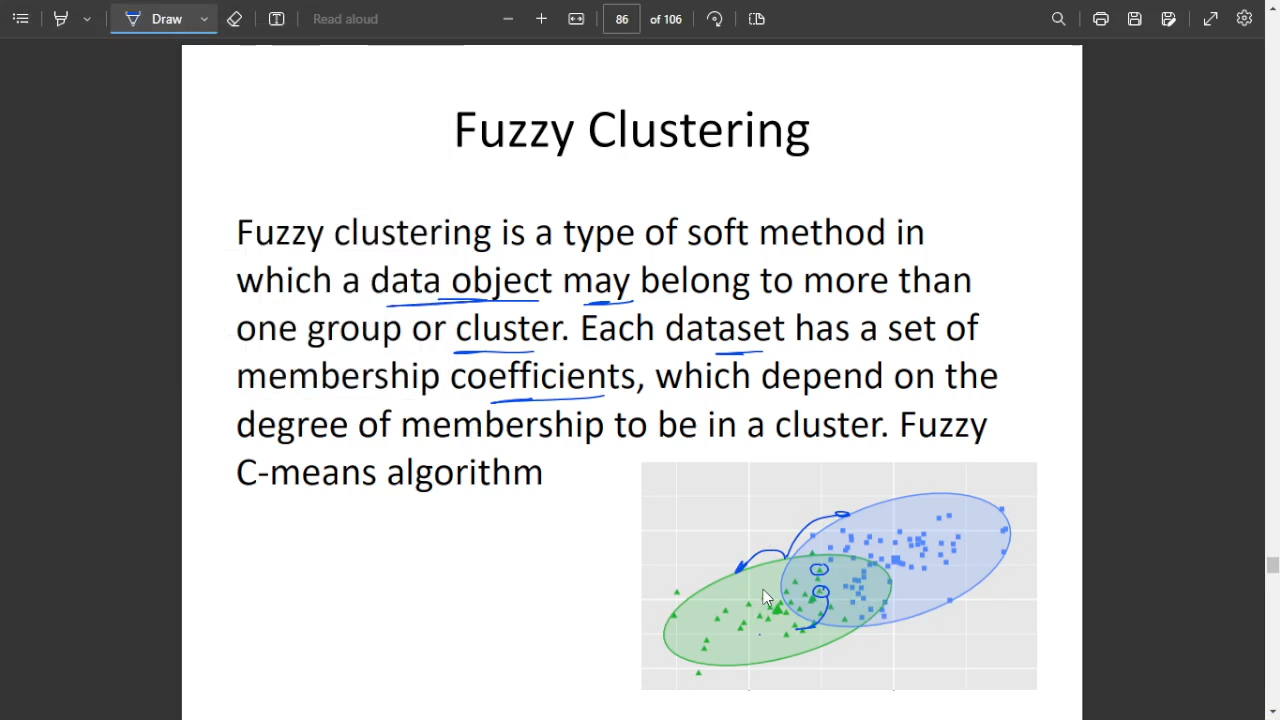 Draw
Read aloud
86
of 106
Fuzzy Clustering
Fuzzy clustering is a type of soft method in
which a data object may belong to more than
one group or cluster. Each dataset has a set of
membership coefficients, which depend on the
degree of membership to be in a cluster. Fuzzy
C-means algorithm